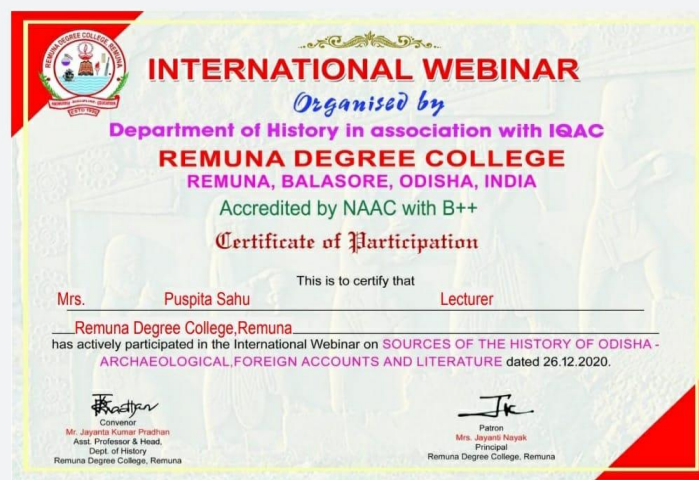 REMUNA DEGREE COLLEGE, REMUNA
INTERNATIONAL WEBINAR
Organised by
Department of History in association with IQAC
REMUNA DEGREE COLLEGE
REMUNA, BALASORE, ODISHA, INDIA
Accredited by NAAC with B++
Certificate of Participation
This is to certify that
Mrs. Puspita Sahu Lecturer
Remuna Degree College,Remuna
has actively participated in the International Webinar on SOURCES OF THE HISTORY OF ODISHA -
ARCHAEOLOGICAL,FOREIGN ACCOUNTS AND LITERATURE dated 26.12.2020.
Convenor
Mr. Jayanta Kumar Pradhan
Asst. Professor & Head,
Dept. of History
Remuna Degree College, Remuna
Patron
Mrs. Jayanti Nayak
Principal
Remuna Degree College, Remuna